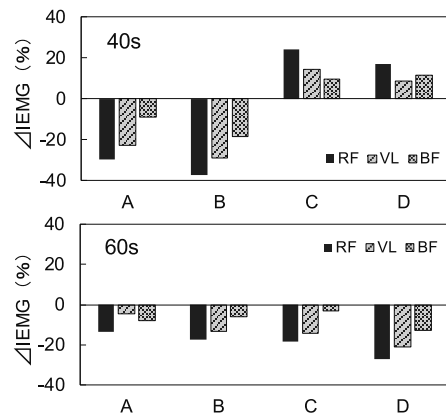 40
40s
20
0
-20
-40
⊿IEMG (%)
RF VL BF
A B C D
40
60s
RF VL BF
20
0
-20
-40
⊿IEMG (%)
A B C D